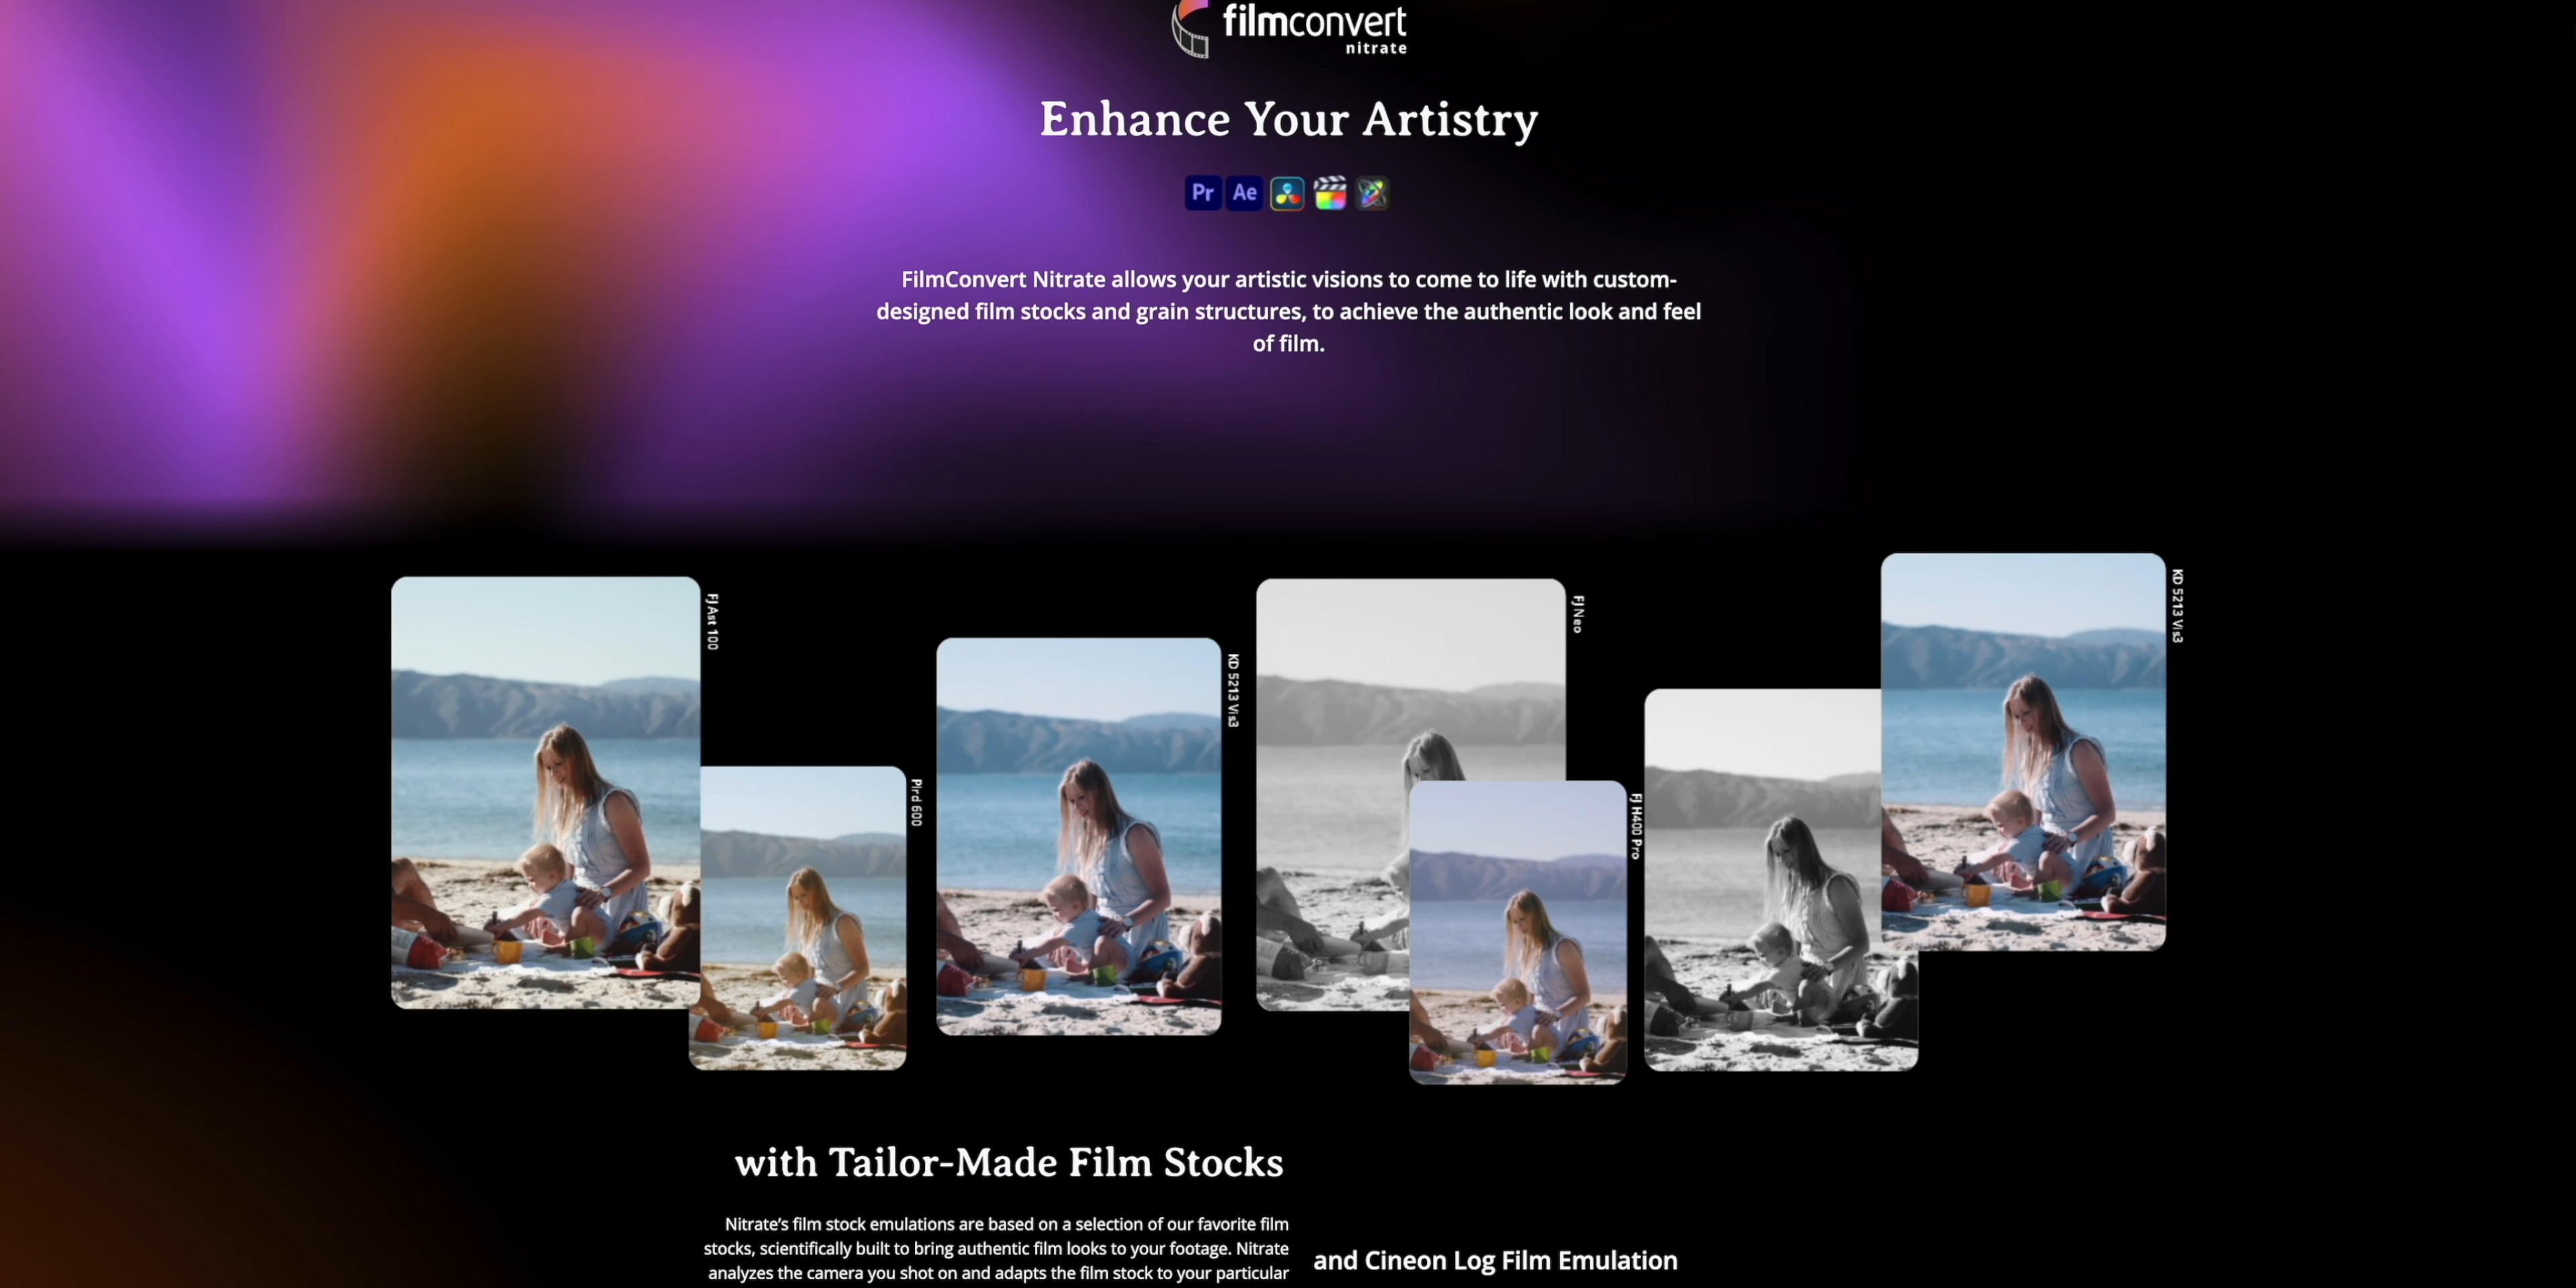 filmconvert
nitrate
Enhance Your Artistry
Pr Ae
FilmConvert Nitrate allows your artistic visions to come to life with custom-
designed film stocks and grain structures, to achieve the authentic look and feel
of film.
FJ Ast 100
Plrd 600
KD 5213 Vis3
FJ Neo
FJ H400 Pro
KD 5213 Vis3
with Tailor-Made Film Stocks
Nitrate’s film stock emulations are based on a selection of our favorite film
stocks, scientifically built to bring authentic film looks to your footage. Nitrate
analyzes the camera you shot on and adapts the film stock to your particular
and Cineon Log Film Emulation